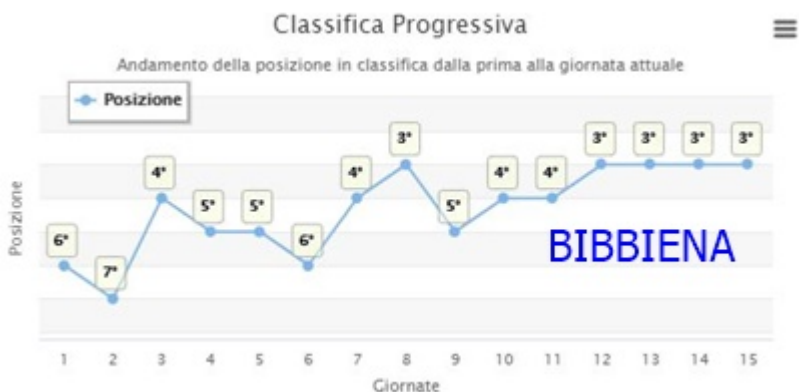 Classifica Progressiva
Andamento della posizione in classifica dalla prima alla giornata attuale
Posizione
3° 3° 3° 3° 3°
4° 4° 4° 4°
5° 5° 5°
6° 6°
7°
Posizione
BIBBIENA
1 2 3 4 5 6 7 8 9 10 11 12 13 14 15
Giornate